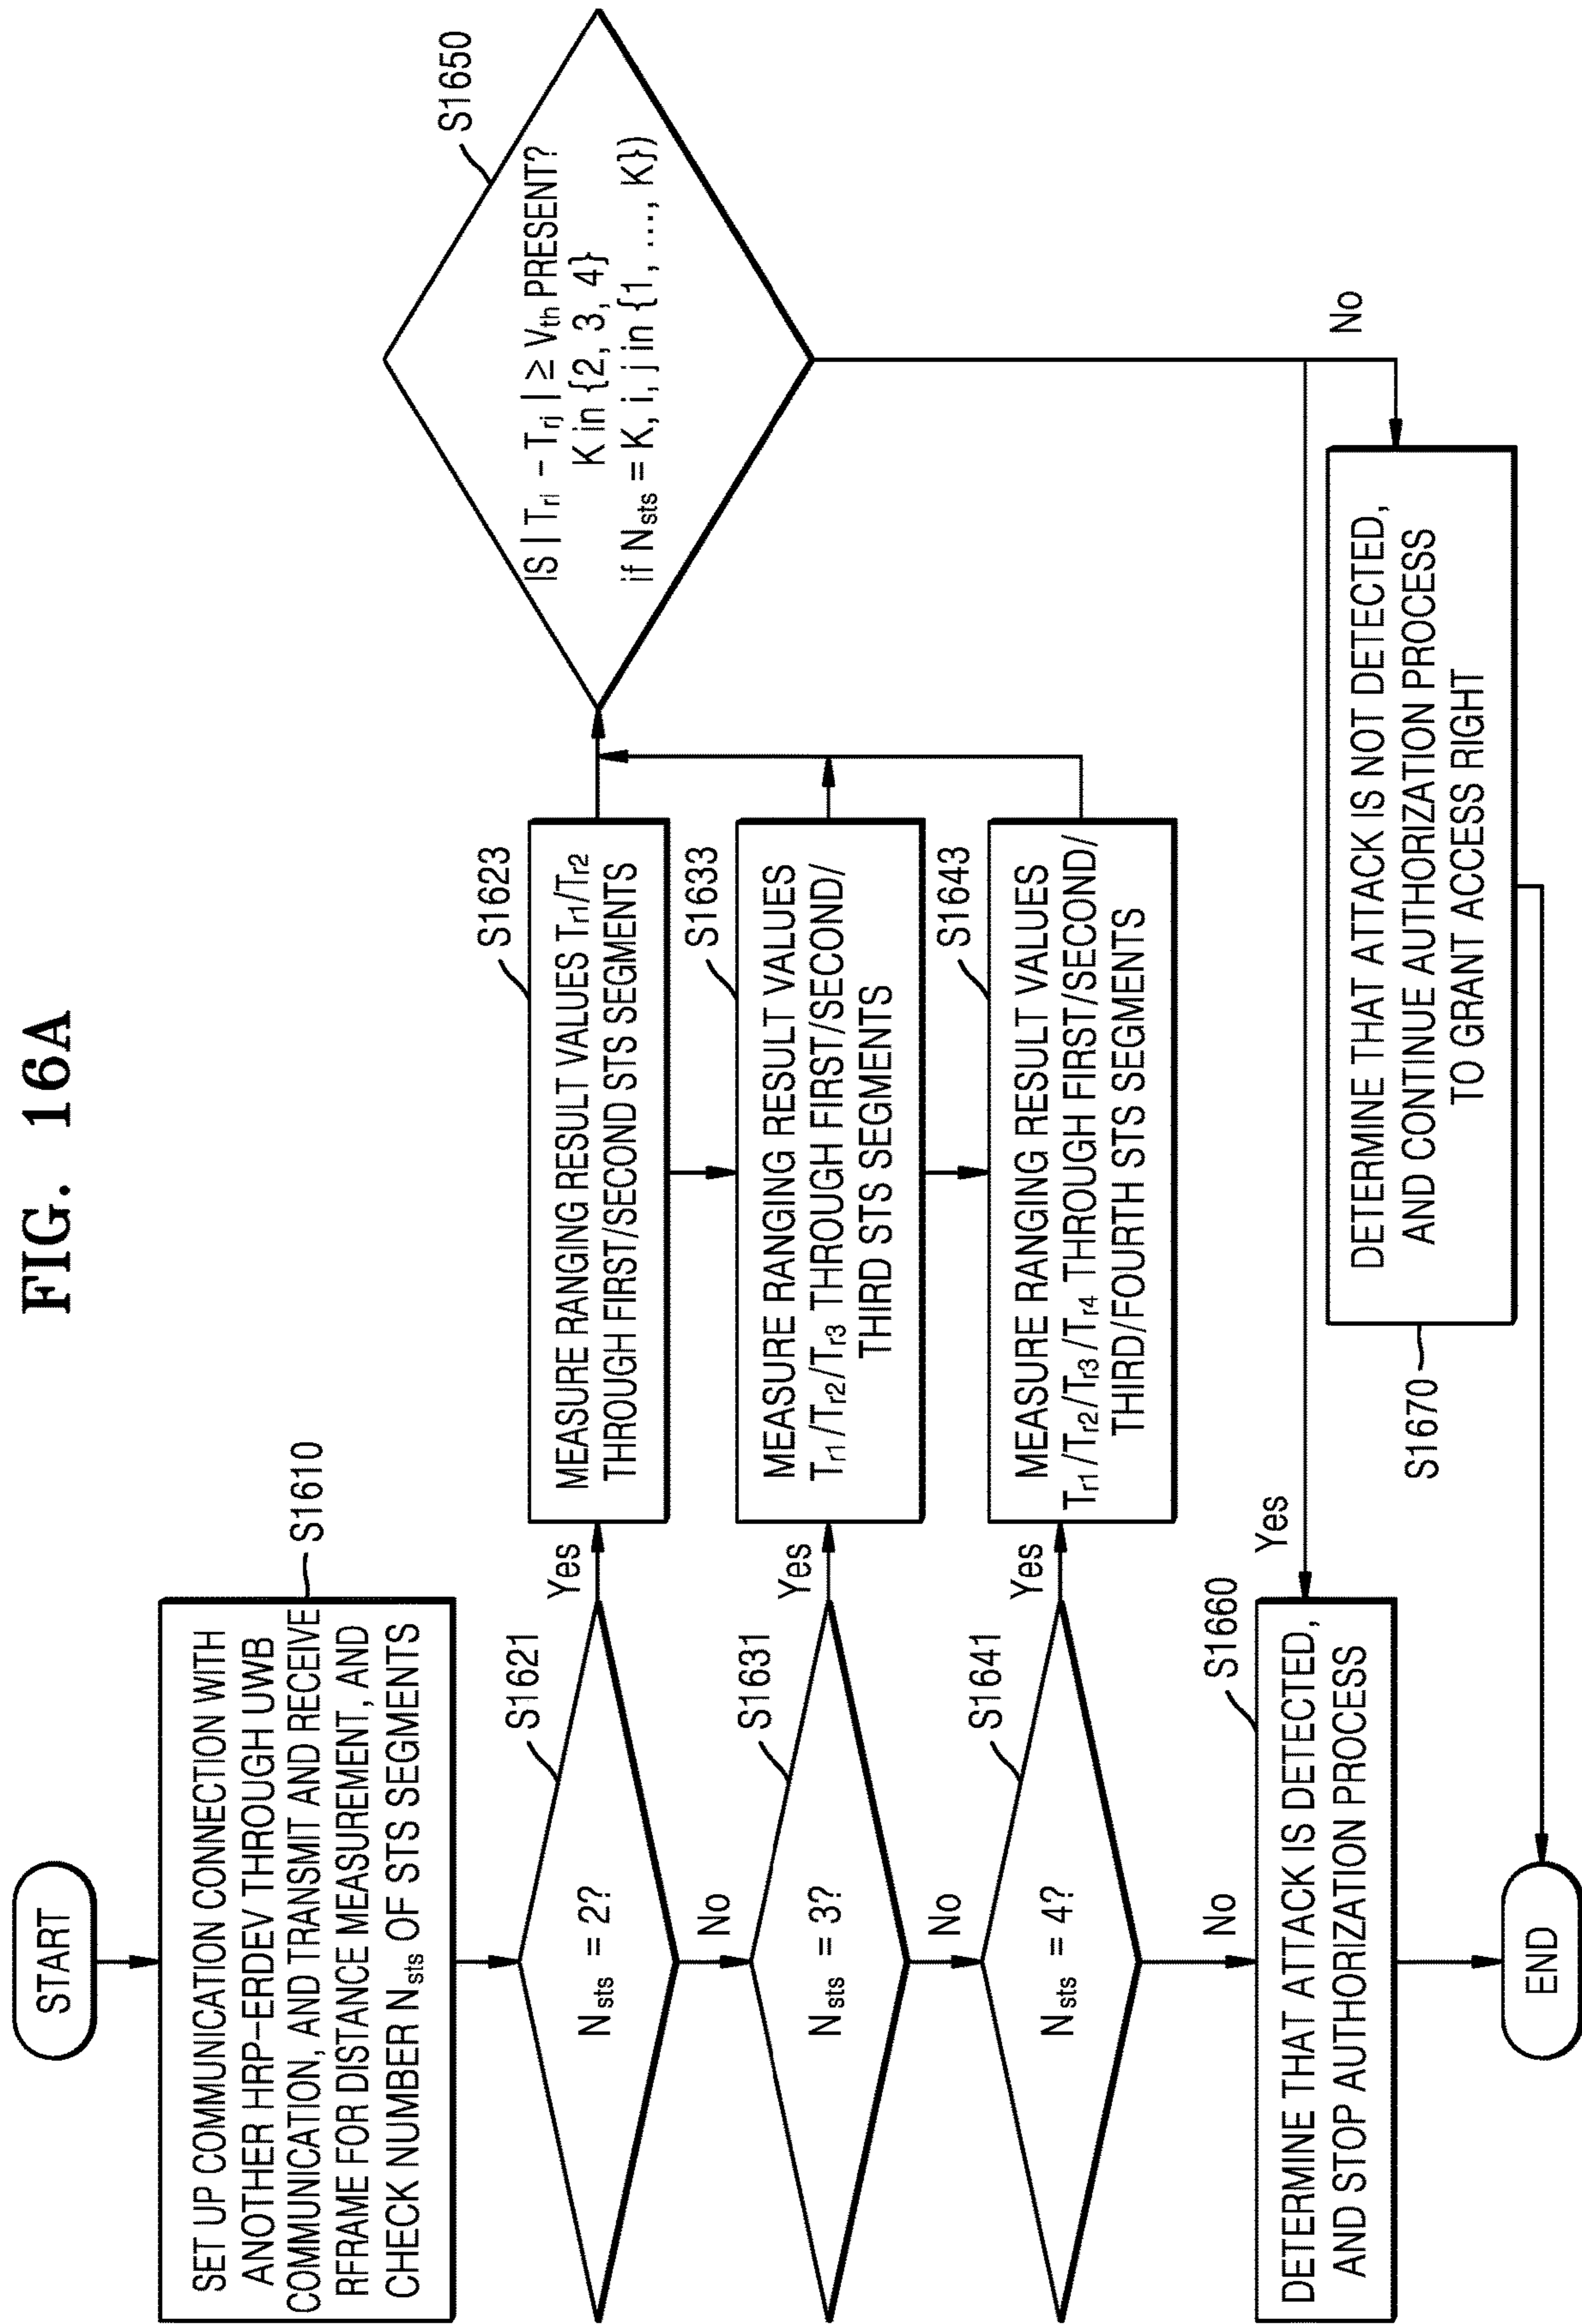 FIG. 16A
START
SET UP COMMUNICATION CONNECTION WITH
ANOTHER HRP-ERDEV THROUGH UWB
COMMUNICATION, AND TRANSMIT AND RECEIVE
RFRAME FOR DISTANCE MEASUREMENT, AND
CHECK NUMBER Nsts OF STS SEGMENTS
S1610
Nsts = 2?
S1621
Yes
No
MEASURE RANGING RESULT VALUES Tr1/Tr2
THROUGH FIRST/SECOND STS SEGMENTS
S1623
Nsts = 3?
S1631
Yes
No
MEASURE RANGING RESULT VALUES
Tr1/Tr2/Tr3 THROUGH FIRST/SECOND/
THIRD STS SEGMENTS
S1633
Nsts = 4?
S1641
Yes
No
MEASURE RANGING RESULT VALUES
Tr1/Tr2/Tr3/Tr4 THROUGH FIRST/SECOND/
THIRD/FOURTH STS SEGMENTS
S1643
IS | Tri - Trj | ≥ Vth PRESENT?
K in {2, 3, 4}
if Nsts = K, i, j in {1, ..., K})
S1650
Yes
No
DETERMINE THAT ATTACK IS DETECTED,
AND STOP AUTHORIZATION PROCESS
S1660
DETERMINE THAT ATTACK IS NOT DETECTED,
AND CONTINUE AUTHORIZATION PROCESS
TO GRANT ACCESS RIGHT
S1670
END